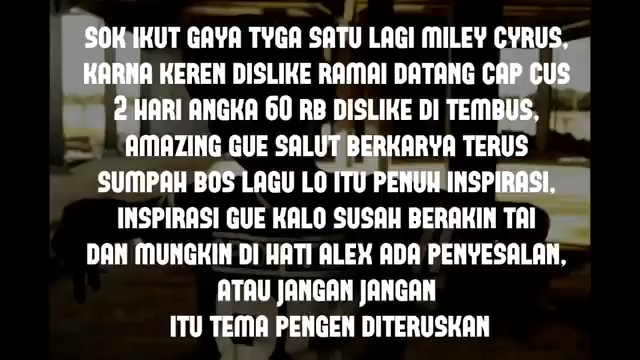 SOK IKUT GAYA TYGA SATU LAGI MILEY CYRUS,
KARNA KEREN DISLIKE RAMAI DATANG CAP CUS
2 HARI ANGKA 60 RB DISLIKE DI TEMBUS,
AMAZING GUE SALUT BERKARYA TERUS
SUMPAH BOS LAGU LO ITU PENUH INSPIRASI,
INSPIRASI GUE KALO SUSAH BERAKIN TAI
DAN MUNGKIN DI HATI ALEX ADA PENYESALAN,
ATAU JANGAN JANGAN
ITU TEMA PENGEN DITERUSKAN